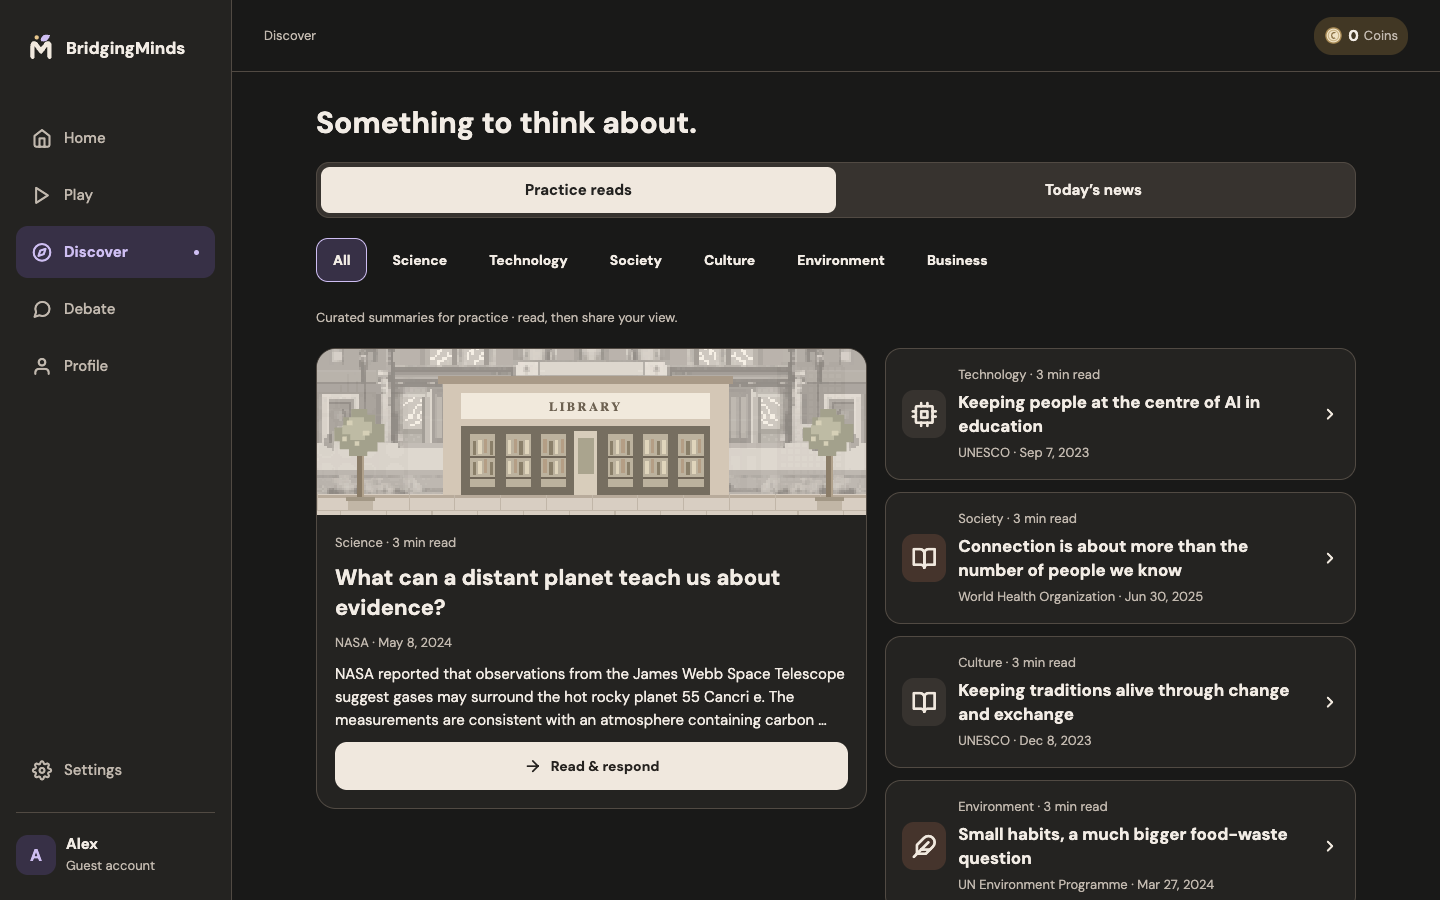 BridgingMinds
Home
Play
Discover
Debate
Profile
Settings
A
Alex
Guest account
Discover
0 Coins
Something to think about.
Practice reads
Today’s news
All
Science
Technology
Society
Culture
Environment
Business
Curated summaries for practice · read, then share your view.
LIBRARY
Science · 3 min read
What can a distant planet teach us about
evidence?
NASA · May 8, 2024
NASA reported that observations from the James Webb Space Telescope
suggest gases may surround the hot rocky planet 55 Cancri e. The
measurements are consistent with an atmosphere containing carbon …
Read & respond
Technology · 3 min read
Keeping people at the centre of AI in
education
UNESCO · Sep 7, 2023
Society · 3 min read
Connection is about more than the
number of people we know
World Health Organization · Jun 30, 2025
Culture · 3 min read
Keeping traditions alive through change
and exchange
UNESCO · Dec 8, 2023
Environment · 3 min read
Small habits, a much bigger food-waste
question
UN Environment Programme · Mar 27, 2024